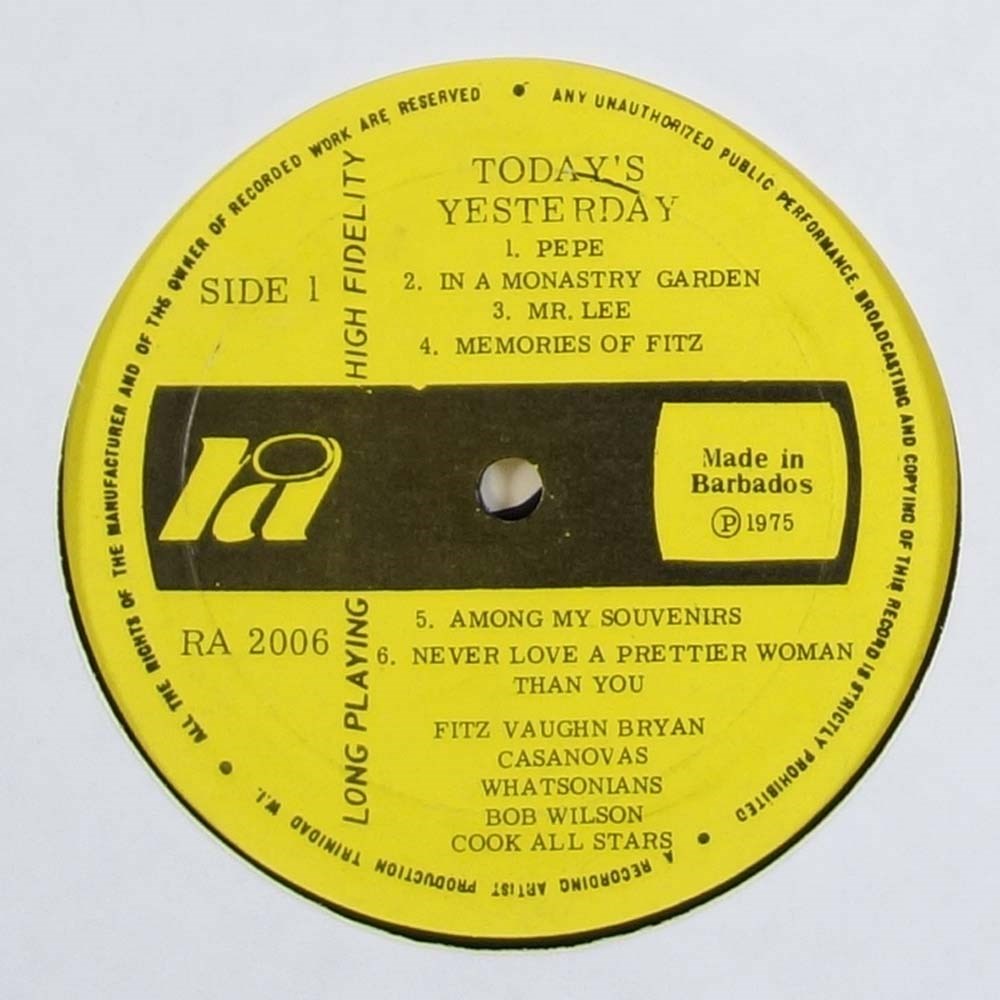 ALL THE RIGHTS OF THE MANUFACTURER AND OF THE OWNER OF RECORDED WORK ARE RESERVED • ANY UNAUTHORIZED PUBLIC PERFORMANCE, BROADCASTING AND COPYING OF THIS RECORD IS STRICTLY PROHIBITED • A RECORDING ARTIST PRODUCTION TRINIDAD W.I. •
TODAY'S
YESTERDAY
SIDE 1
1. PEPE
2. IN A MONASTRY GARDEN
3. MR. LEE
4. MEMORIES OF FITZ
LONG PLAYING HIGH FIDELITY
ra
Made in
Barbados
Ⓟ 1975
RA 2006
5. AMONG MY SOUVENIRS
6. NEVER LOVE A PRETTIER WOMAN
THAN YOU
FITZ VAUGHN BRYAN
CASANOVAS
WHATSONIANS
BOB WILSON
COOK ALL STARS